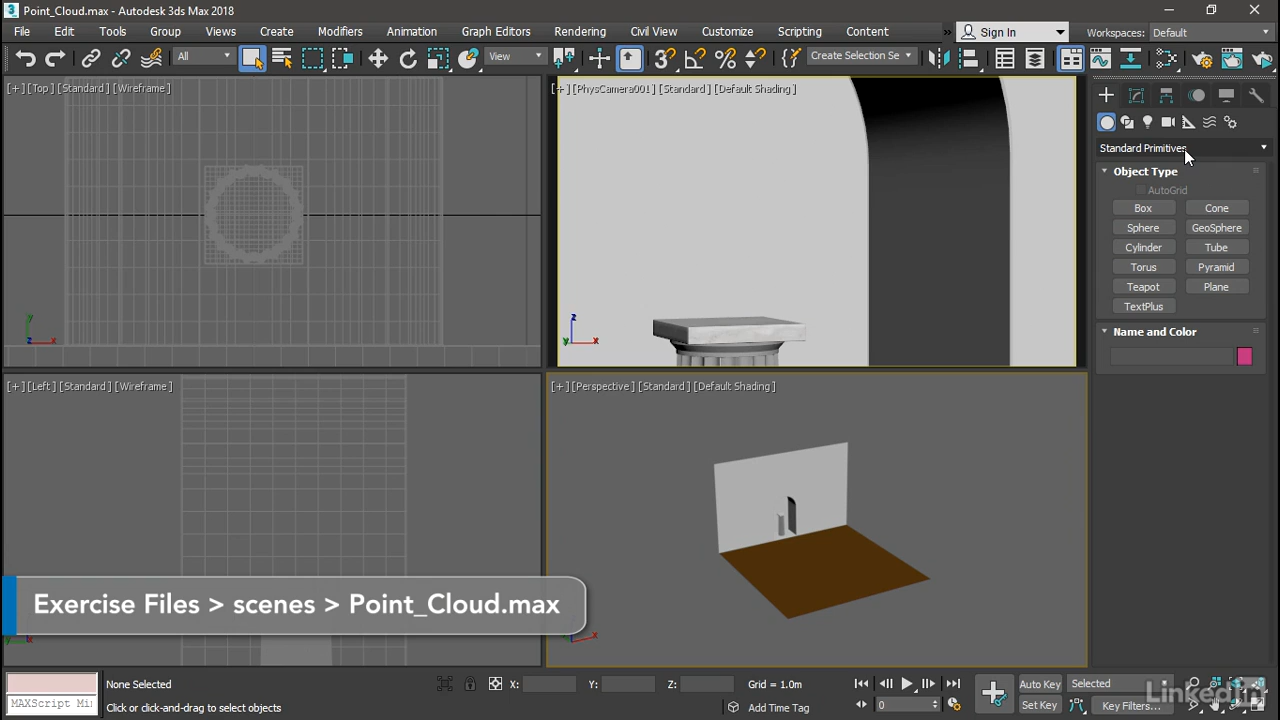 Point_Cloud.max - Autodesk 3ds Max 2018
File Edit Tools Group Views Create Modifiers Animation Graph Editors Rendering Civil View Customize Scripting Content » Sign In Workspaces: Default
All View 3 Create Selection Se
[+] [Top] [Standard] [Wireframe]
[+] [PhysCamera001] [Standard] [Default Shading]
Standard Primitives
Object Type
AutoGrid
Box Cone
Sphere GeoSphere
Cylinder Tube
Torus Pyramid
Teapot Plane
TextPlus
Name and Color
y
z x
z
y x
[+] [Left] [Standard] [Wireframe]
[+] [Perspective] [Standard] [Default Shading]
Exercise Files > scenes > Point_Cloud.max
x
None Selected X: Y: Z: Grid = 1.0m Auto Key Selected
MAXScript Mi Click or click-and-drag to select objects Add Time Tag 0 Set Key Key Filters...
LinkedIn